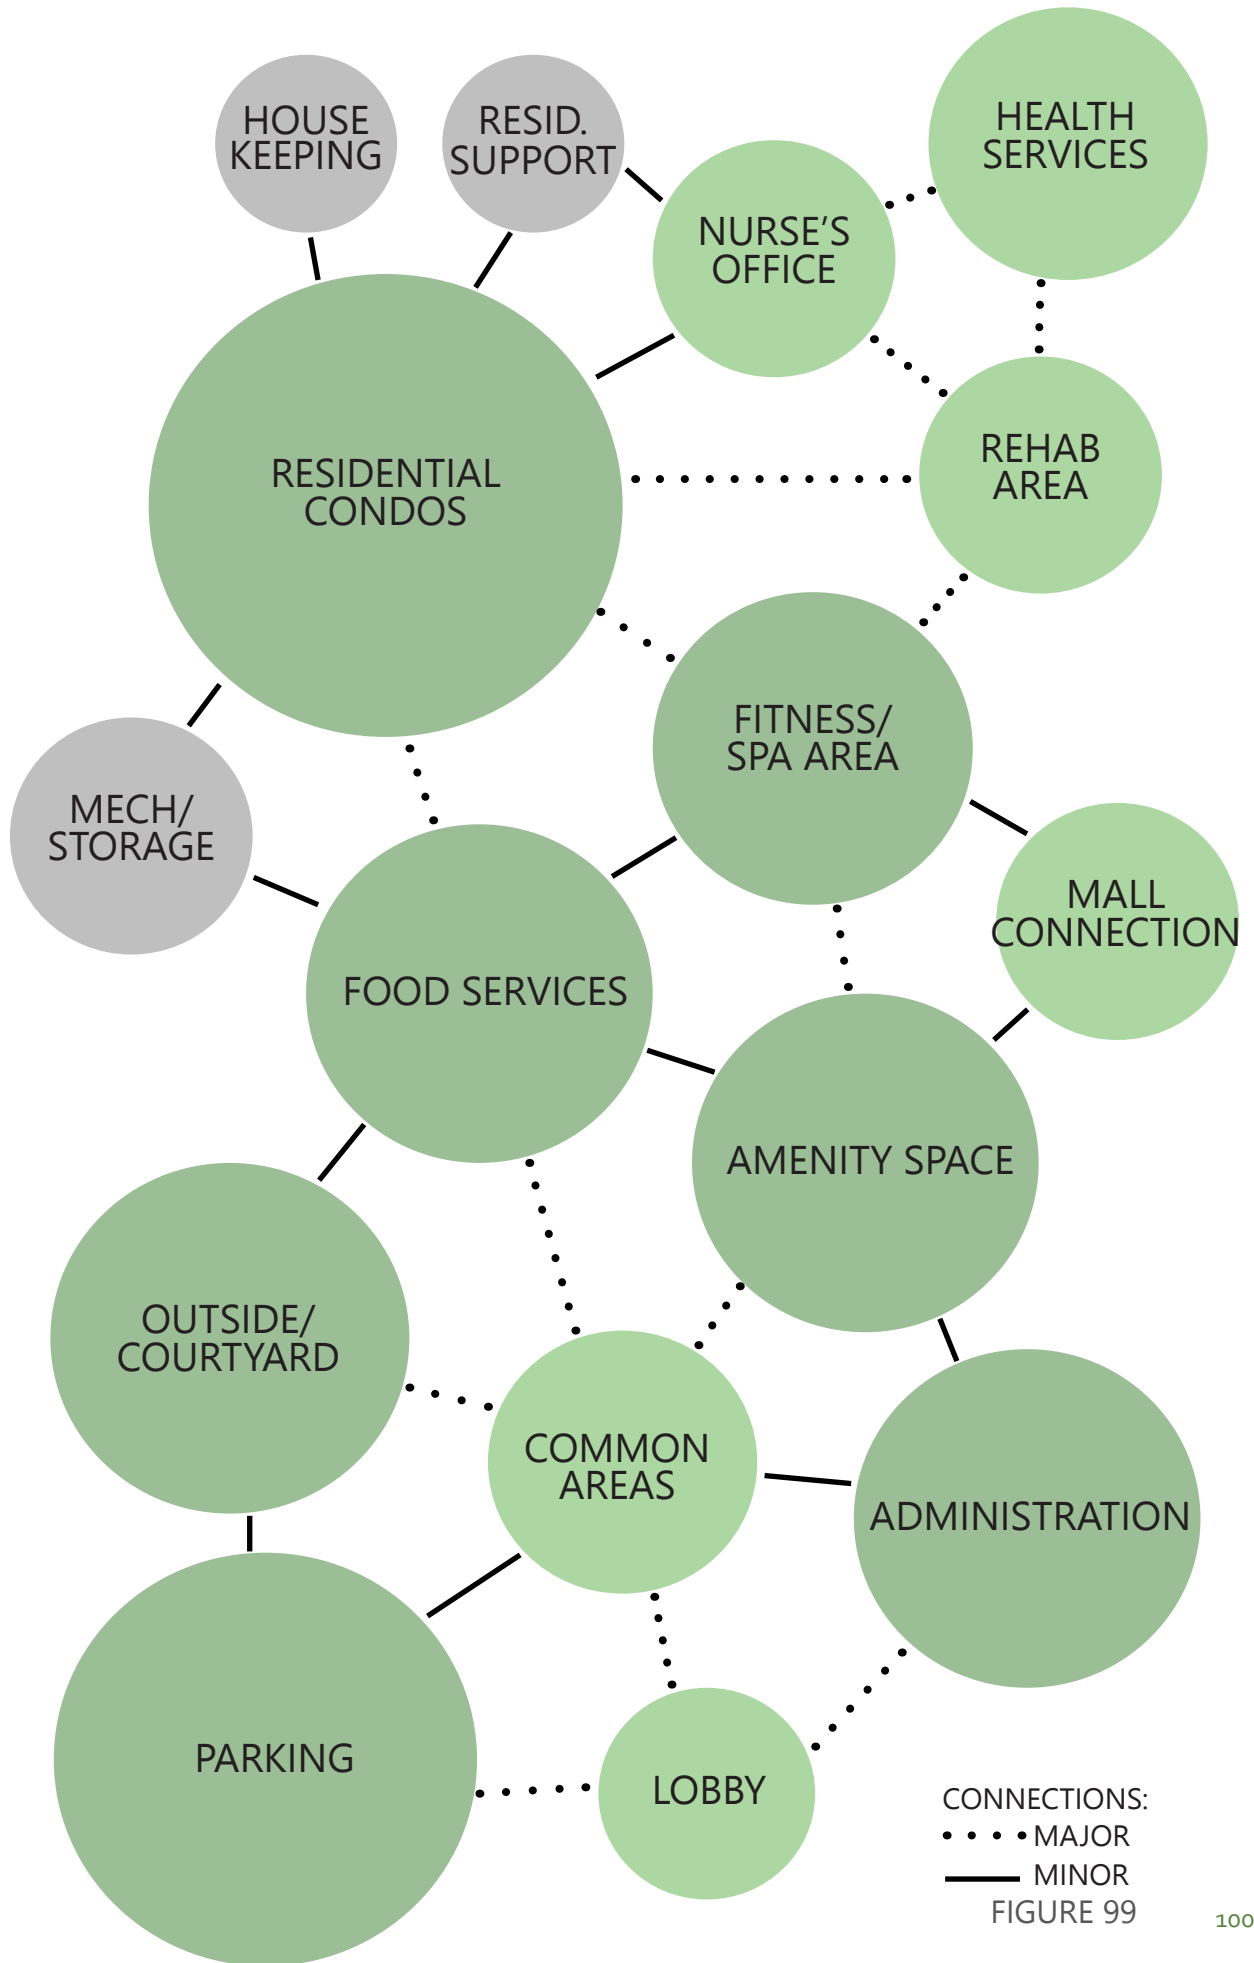 HOUSE
KEEPING
RESID.
SUPPORT
HEALTH
SERVICES
NURSE'S
OFFICE
RESIDENTIAL
CONDOS
REHAB
AREA
FITNESS/
SPA AREA
MECH/
STORAGE
MALL
CONNECTION
FOOD SERVICES
AMENITY SPACE
OUTSIDE/
COURTYARD
COMMON
AREAS
ADMINISTRATION
PARKING
LOBBY
CONNECTIONS:
MAJOR
MINOR
FIGURE 99
100